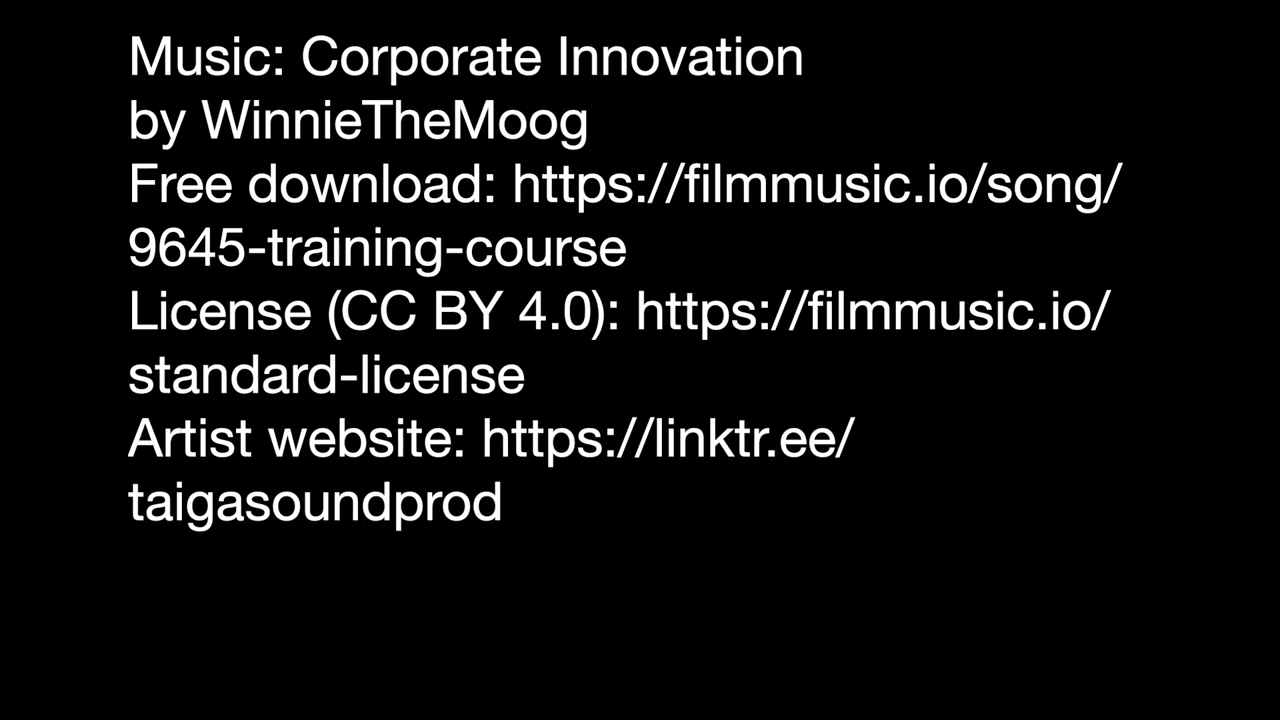 Music: Corporate Innovation
by WinnieTheMoog
Free download: https://filmmusic.io/song/
9645-training-course
License (CC BY 4.0): https://filmmusic.io/
standard-license
Artist website: https://linktr.ee/
taigasoundprod